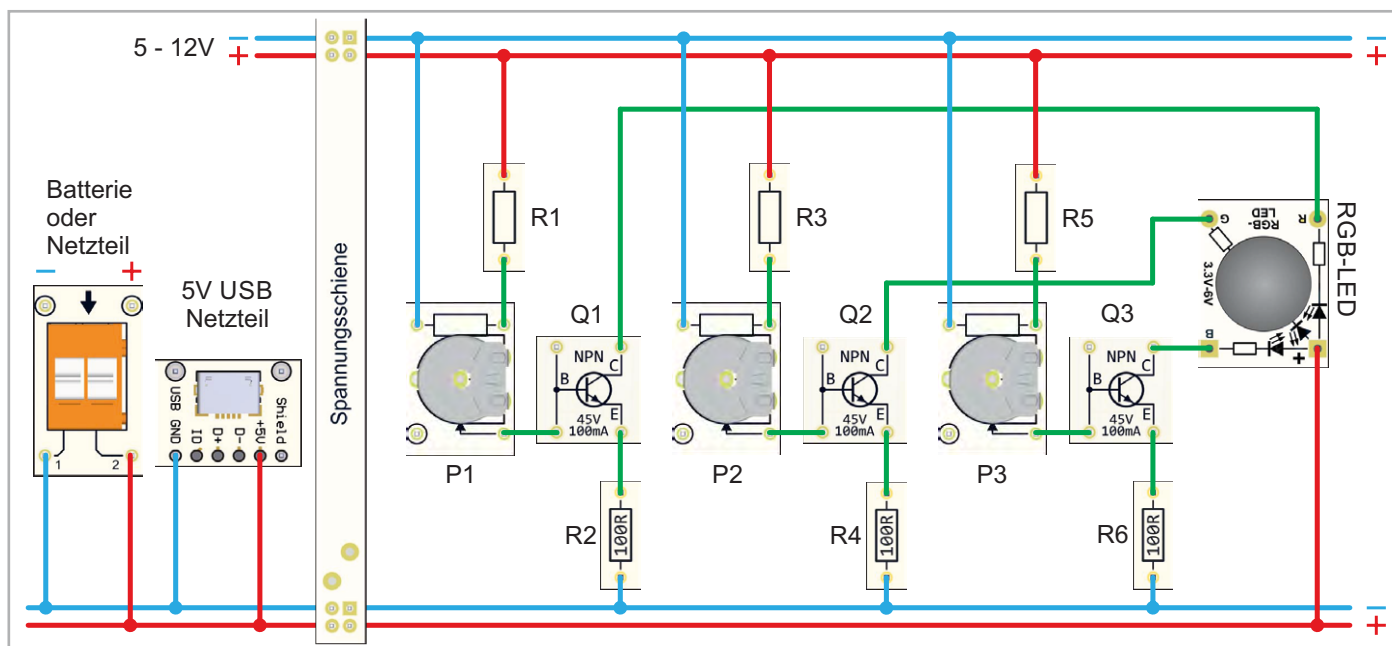 5 - 12V
Batterie
oder
Netzteil
1
2
5V USB
Netzteil
USB
GND
ID
D+
D-
+5V
Shield
Spannungsschiene
R1
P1
Q1
NPN
B
C
E
45V
100mA
R2
100R
R3
P2
Q2
NPN
B
C
E
45V
100mA
R4
100R
R5
P3
Q3
NPN
B
C
E
45V
100mA
R6
100R
G
RGB-
LED
R
3.3V-6V
B
+
RGB-LED